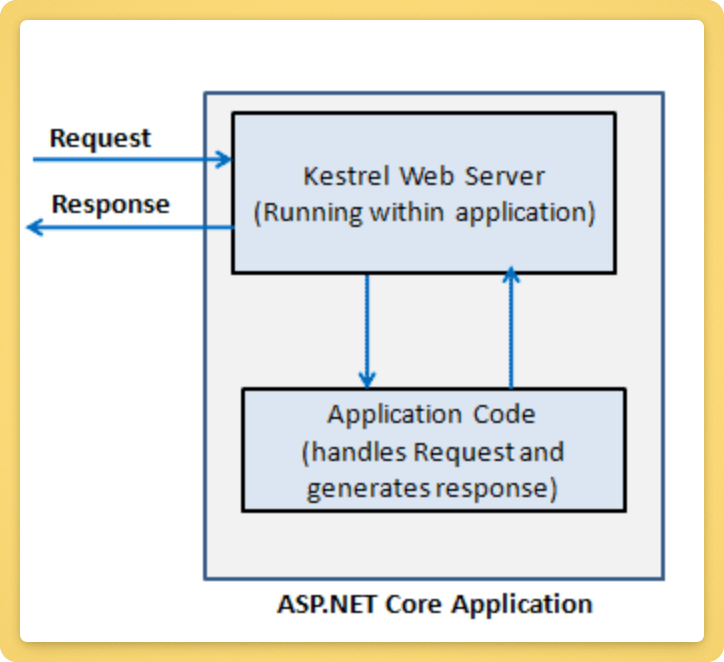 Request
Response
Kestrel Web Server
(Running within application)
Application Code
(handles Request and
generates response)
ASP.NET Core Application